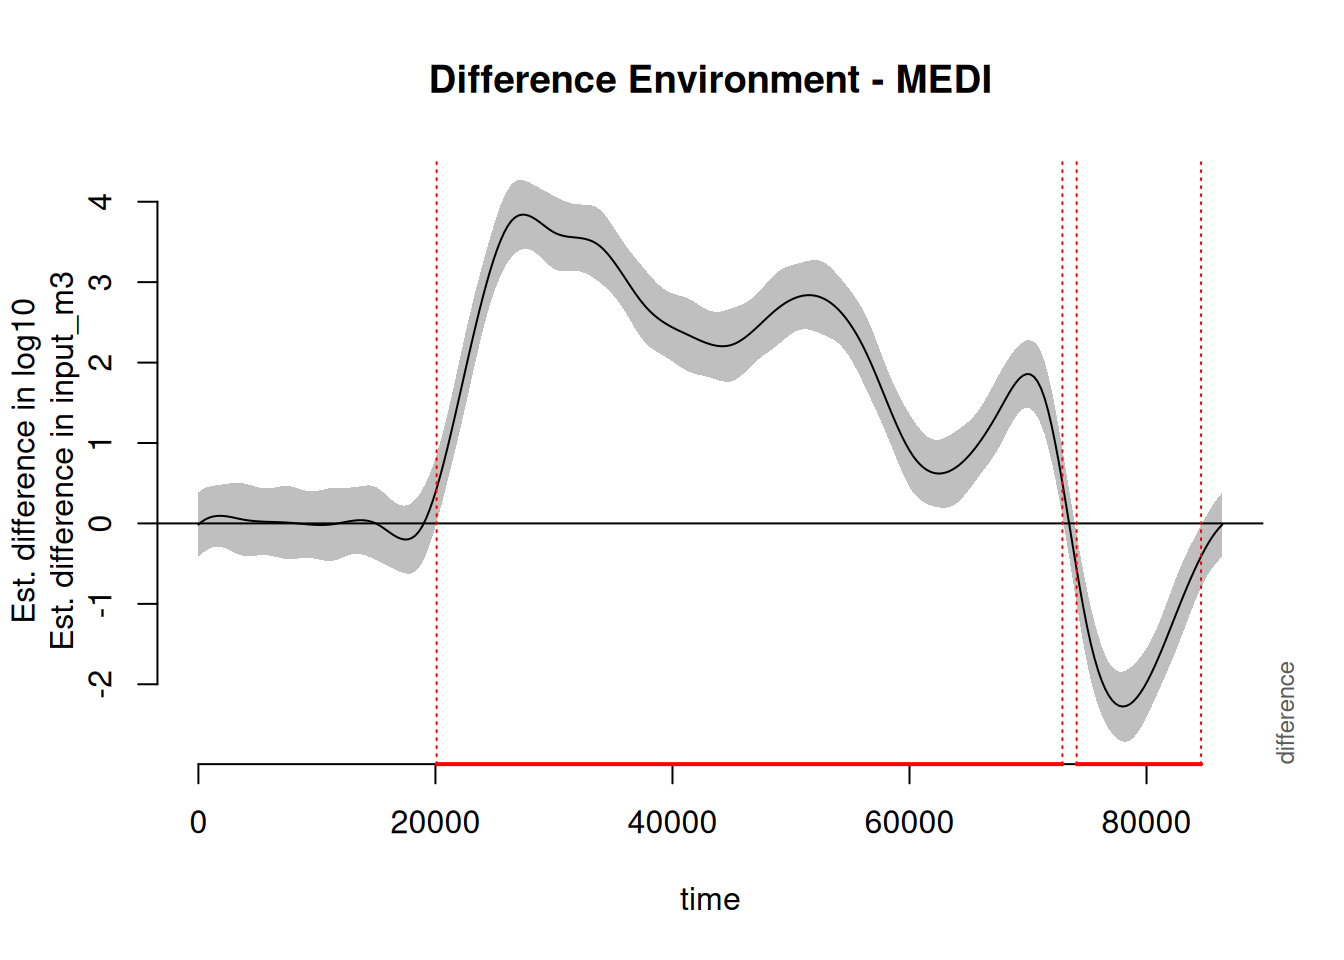 Difference Environment - MEDI
Est. difference in log10
Est. difference in input_m3
4
3
2
1
0
-1
-2
difference
0 20000 40000 60000 80000
time